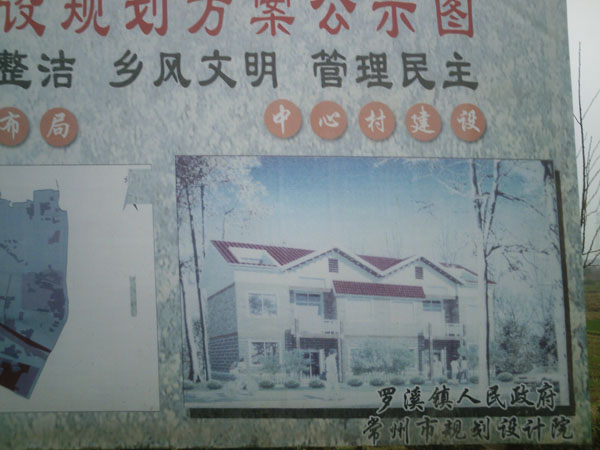 设规划方案公示图
整洁 乡风文明 管理民主
布局 中心村建设
罗溪镇人民政府
常州市规划设计院